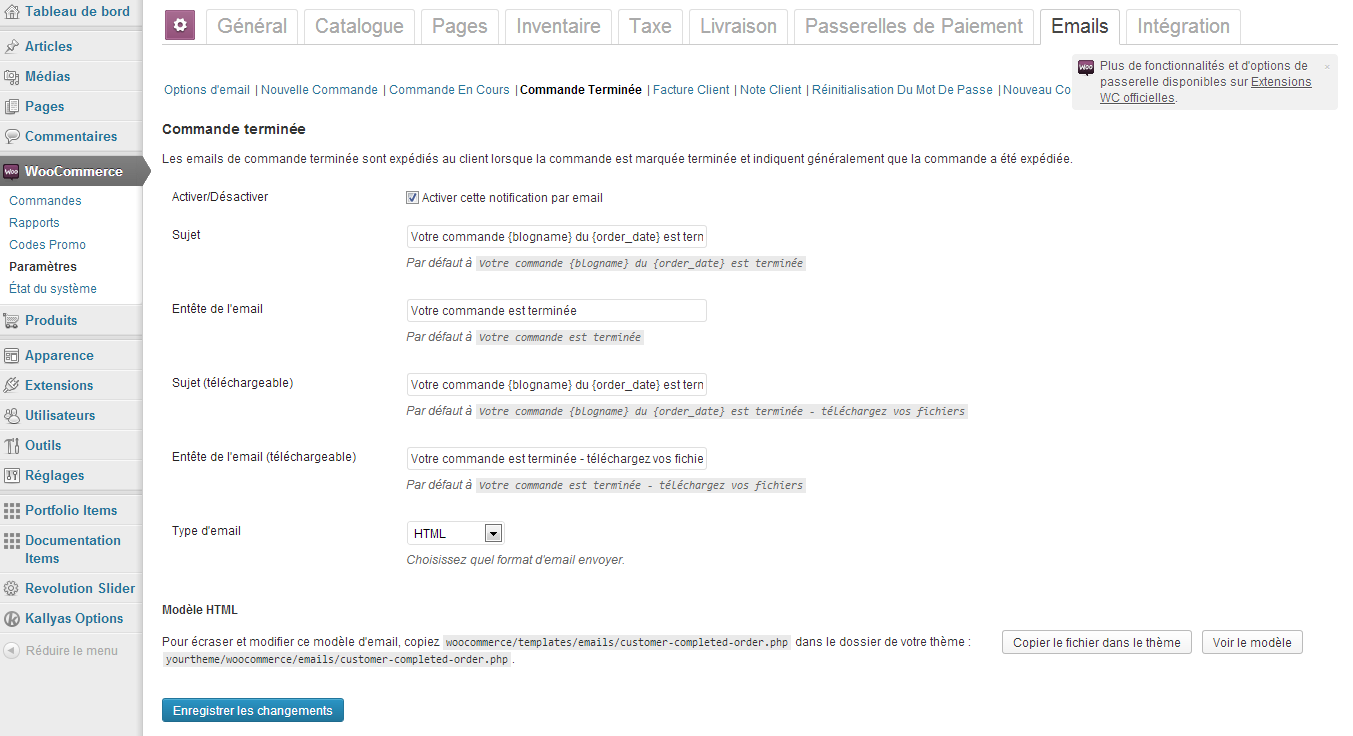 Tableau de bord
Articles
Médias
Pages
Commentaires
WooCommerce
Commandes
Rapports
Codes Promo
Paramètres
État du système
Produits
Apparence
Extensions
Utilisateurs
Outils
Réglages
Portfolio Items
Documentation
Items
Revolution Slider
Kallyas Options
Réduire le menu
Général Catalogue Pages Inventaire Taxe Livraison Passerelles de Paiement Emails Intégration
Woo Plus de fonctionnalités et d'options de ×
passerelle disponibles sur Extensions
WC officielles.
Options d'email | Nouvelle Commande | Commande En Cours | Commande Terminée | Facture Client | Note Client | Réinitialisation Du Mot De Passe | Nouveau Co
Commande terminée
Les emails de commande terminée sont expédiés au client lorsque la commande est marquée terminée et indiquent généralement que la commande a été expédiée.
Activer/Désactiver Activer cette notification par email
Sujet Votre commande {blogname} du {order_date} est tern
Par défaut à Votre commande {blogname} du {order_date} est terminée
Entête de l'email Votre commande est terminée
Par défaut à Votre commande est terminée
Sujet (téléchargeable) Votre commande {blogname} du {order_date} est tern
Par défaut à Votre commande {blogname} du {order_date} est terminée - téléchargez vos fichiers
Entête de l'email (téléchargeable) Votre commande est terminée - téléchargez vos fichie
Par défaut à Votre commande est terminée - téléchargez vos fichiers
Type d'email HTML
Choisissez quel format d'email envoyer.
Modèle HTML
Pour écraser et modifier ce modèle d'email, copiez woocommerce/templates/emails/customer-completed-order.php dans le dossier de votre thème :
yourtheme/woocommerce/emails/customer-completed-order.php.
Copier le fichier dans le thème Voir le modèle
Enregistrer les changements